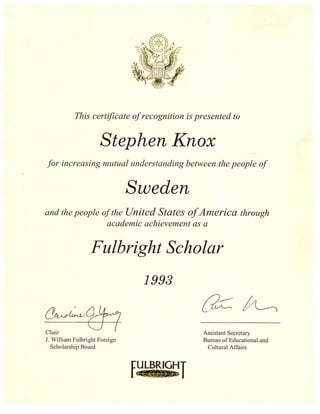 This certificate of recognition is presented to
Stephen Knox
for increasing mutual understanding between the people of
Sweden
and the people of the United States of America through
academic achievement as a
Fulbright Scholar
1993
Chair
J. William Fulbright Foreign
Scholarship Board
Assistant Secretary
Bureau of Educational and
Cultural Affairs
FULBRIGHT